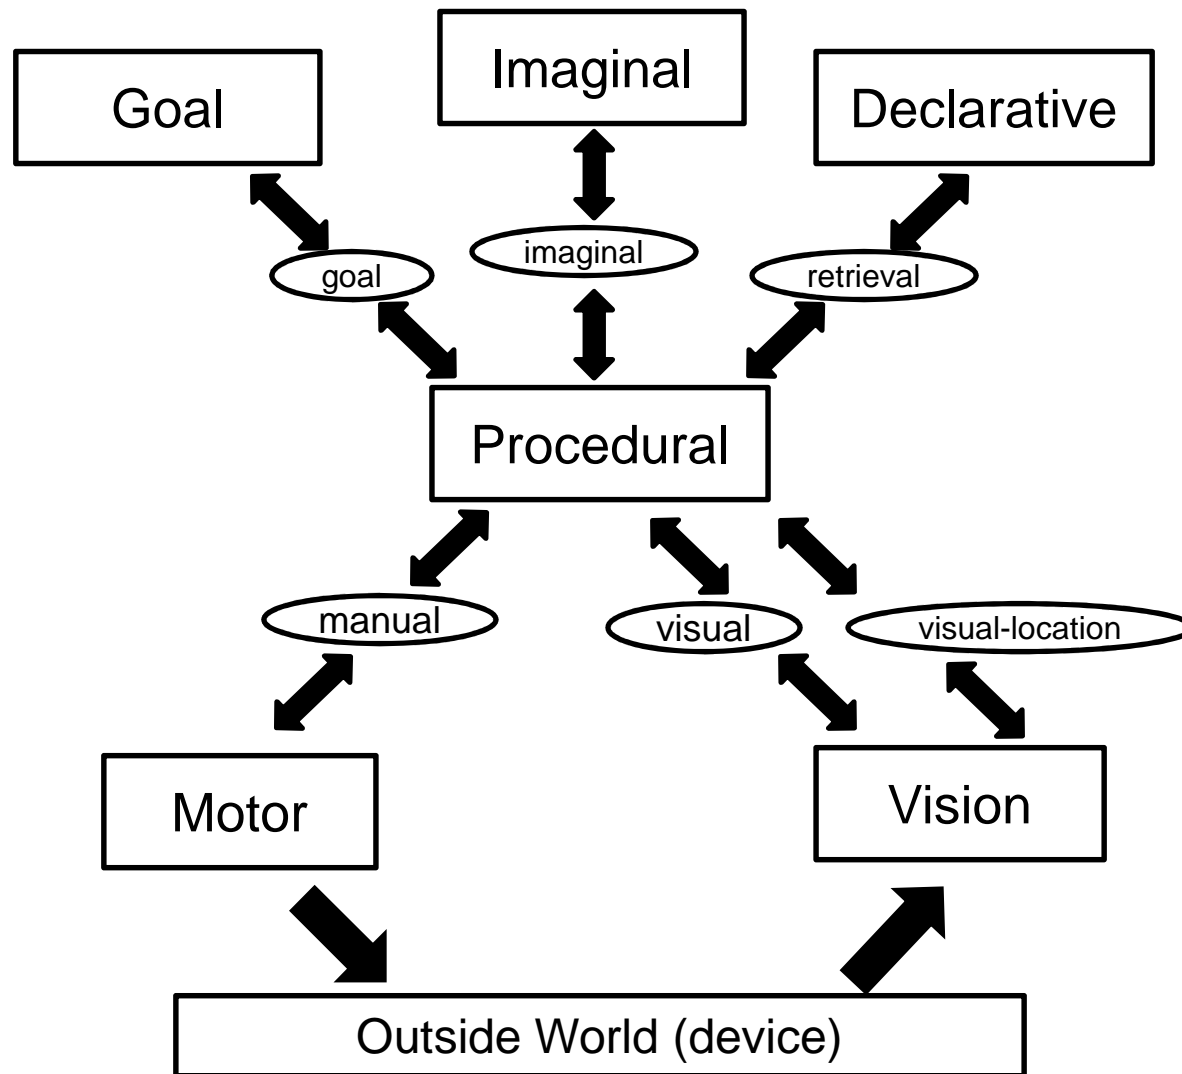 Imaginal
Goal
Declarative
imaginal
goal
retrieval
Procedural
manual
visual
visual-location
Motor
Vision
Outside World (device)